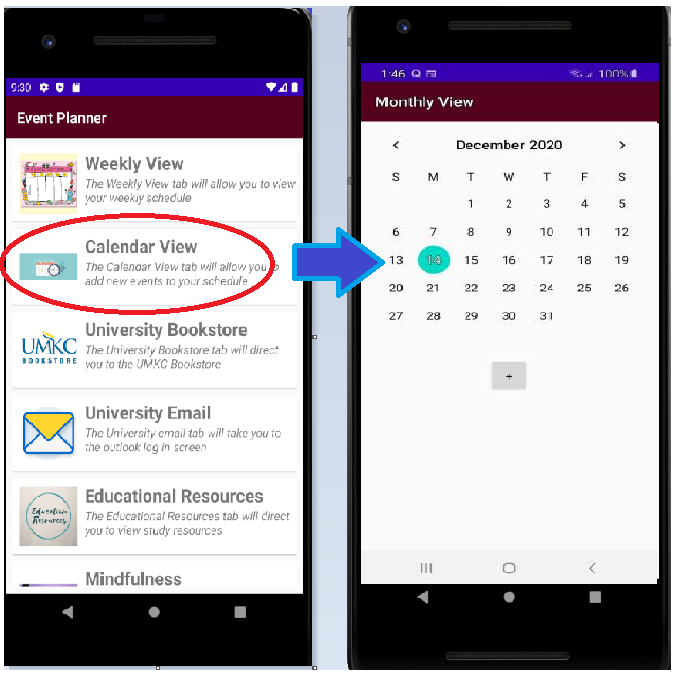 9:30
Event Planner
Weekly View
The Weekly View tab will allow you to view
your weekly schedule
Calendar View
The Calendar View tab will allow you to
add new events to your schedule
UMKC
BOOKSTORE
University Bookstore
The University Bookstore tab will direct
you to the UMKC Bookstore
University Email
The University email tab will take you to
the outlook log in screen
Education
Resources
Educational Resources
The Educational Resources tab will direct
you to view study resources
Mindfulness
1:46 100%
Monthly View
< December 2020 >
S M T W T F S
1 2 3 4 5
6 7 8 9 10 11 12
13 14 15 16 17 18 19
20 21 22 23 24 25 26
27 28 29 30 31
+